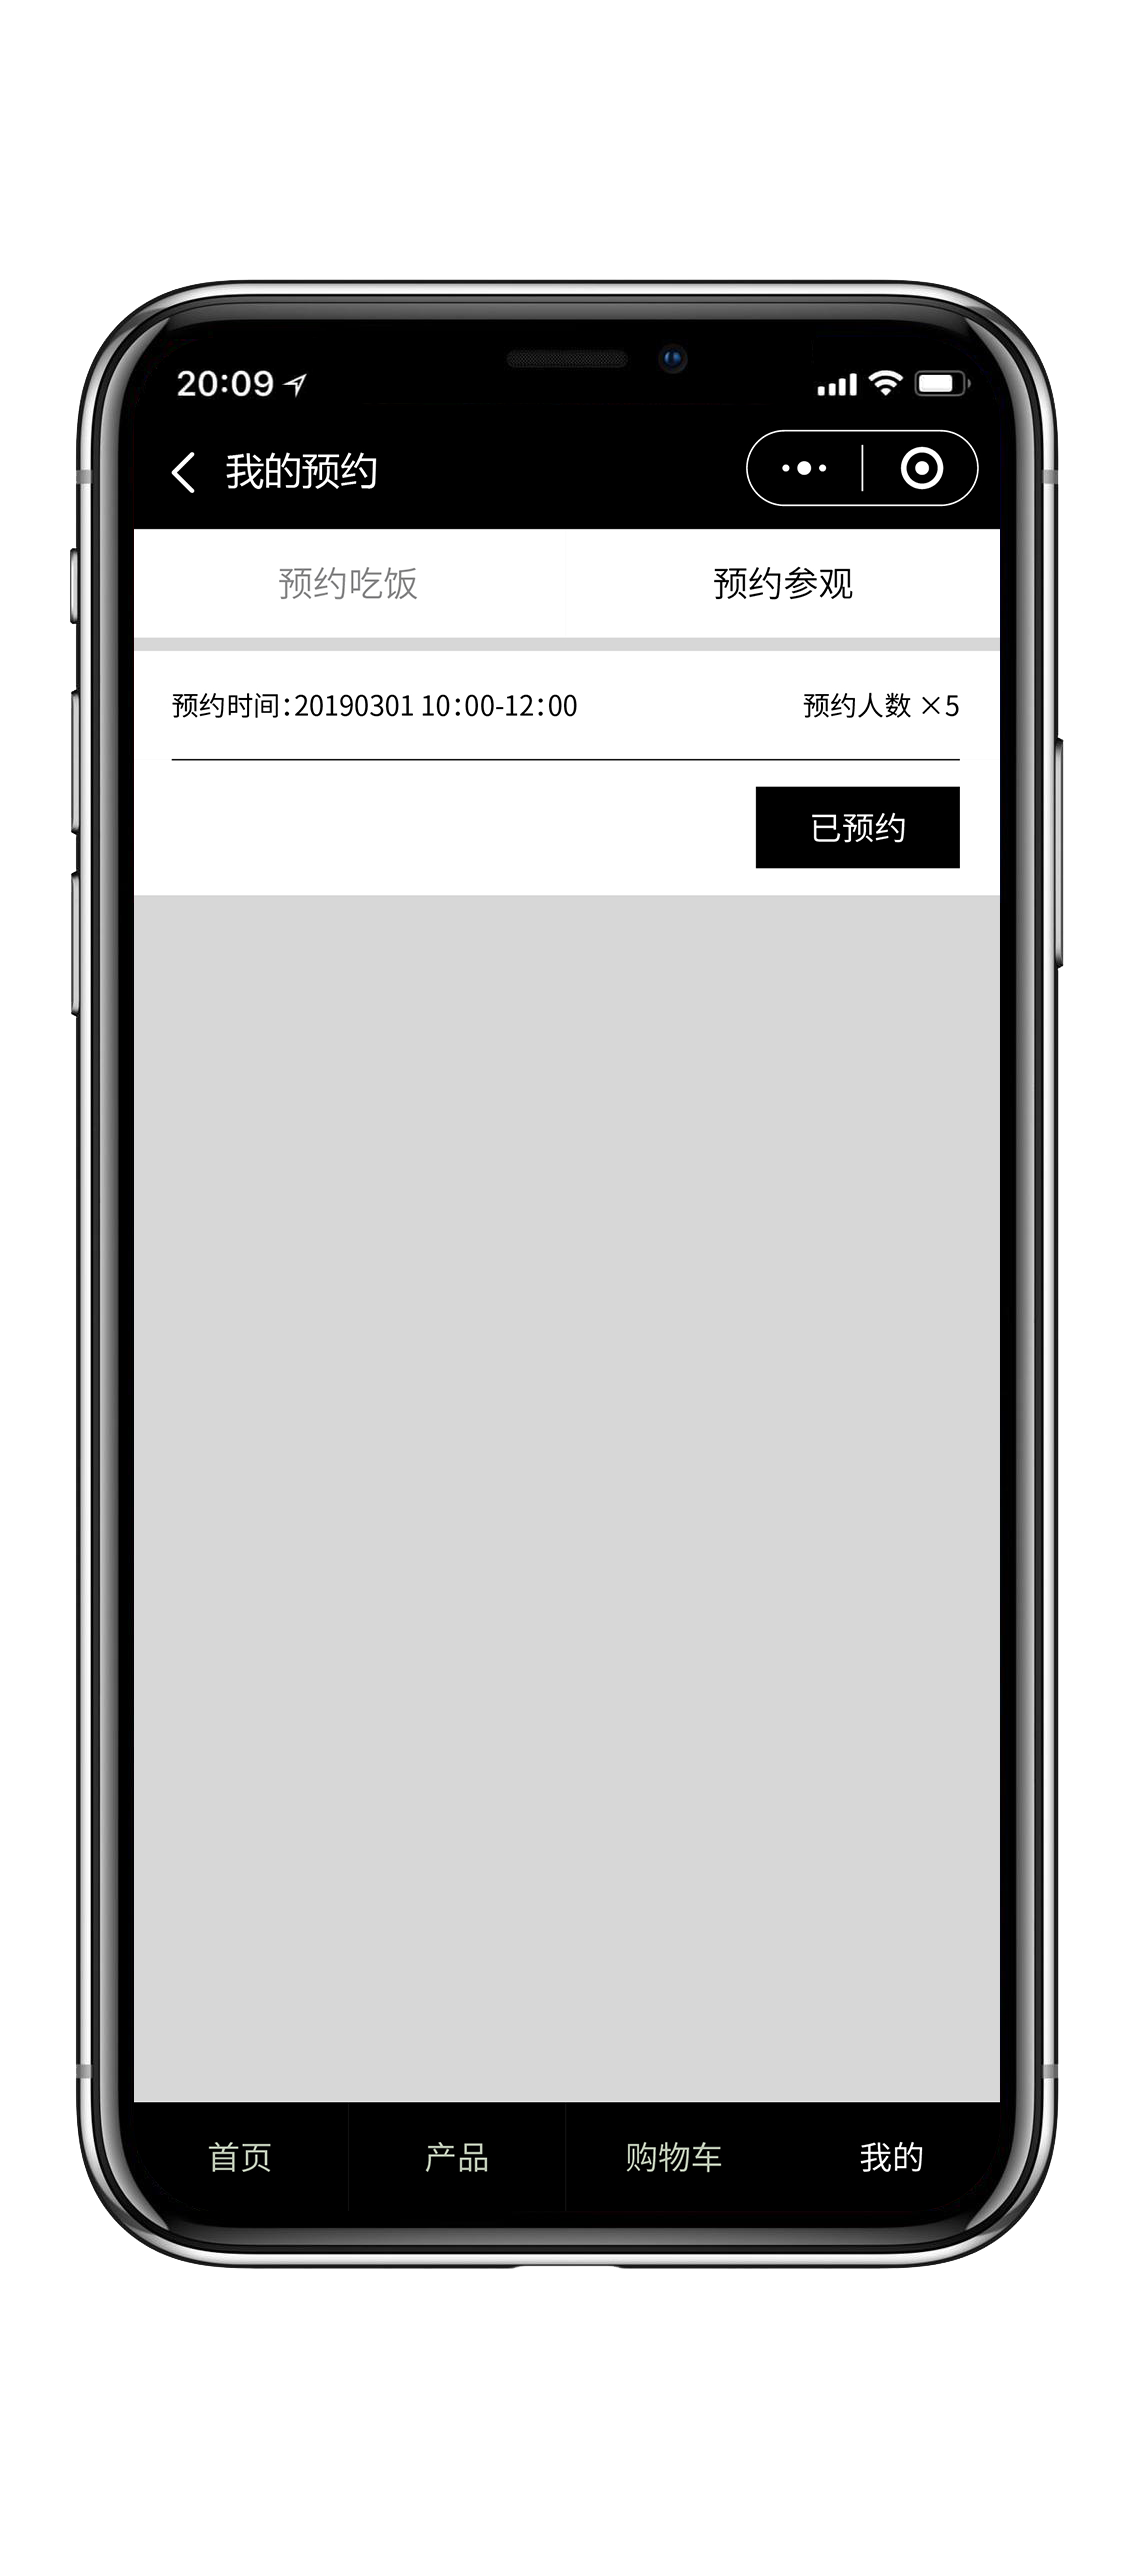 20:09
我的预约
预约吃饭 预约参观
预约时间：20190301 10：00-12：00 预约人数 ×5
已预约
首页 产品 购物车 我的